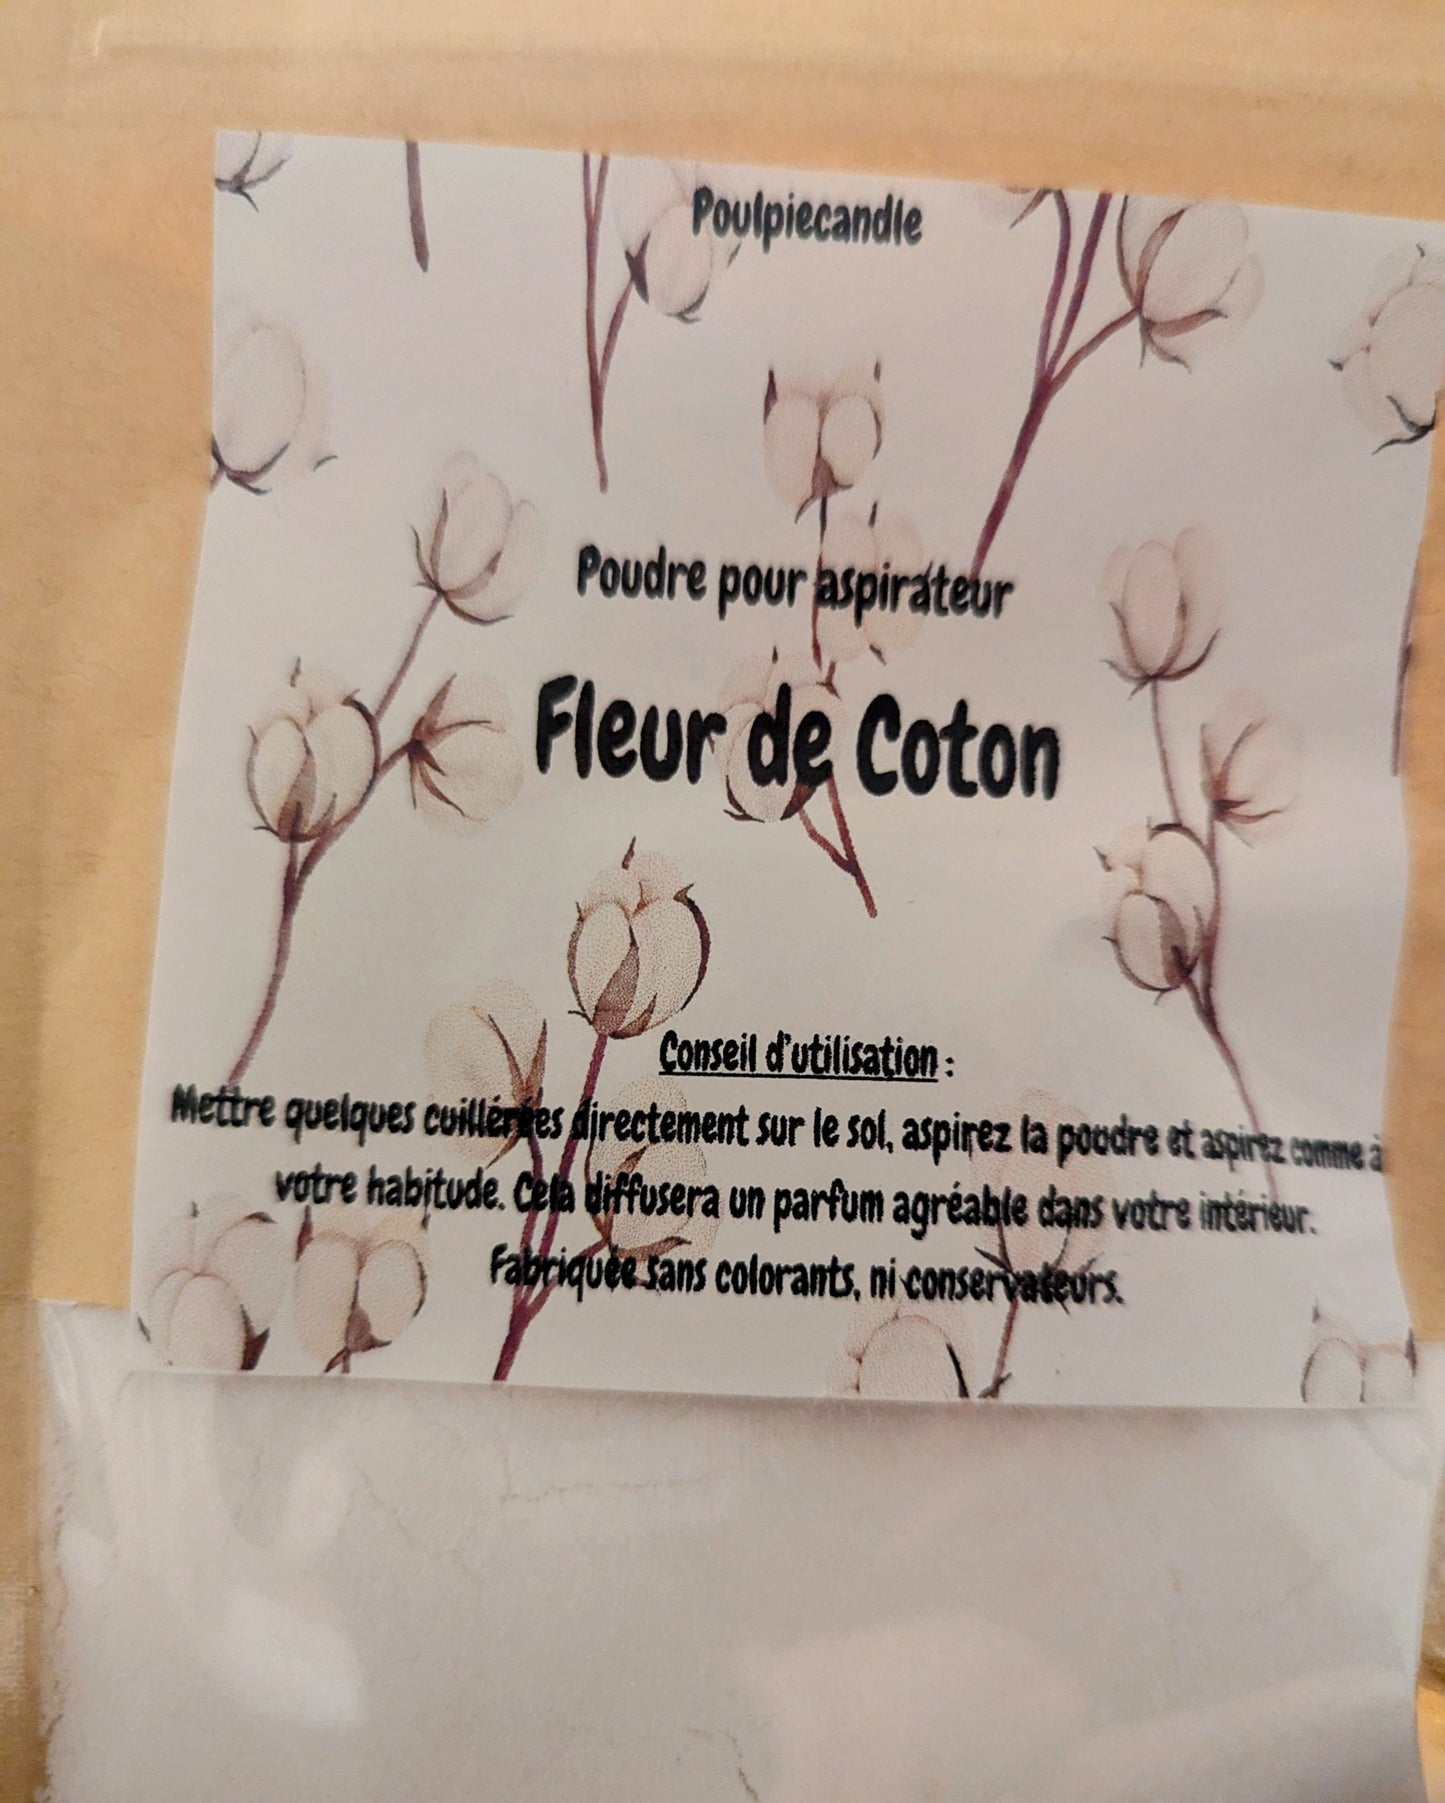 Poulpiecandle
Poudre pour aspirateur
Fleur de Coton
Conseil d'utilisation :
Mettre quelques cuillérées directement sur le sol, aspirez la poudre et aspirez comme à
votre habitude. Cela diffusera un parfum agréable dans votre intérieur.
Fabriquée sans colorants, ni conservateurs.